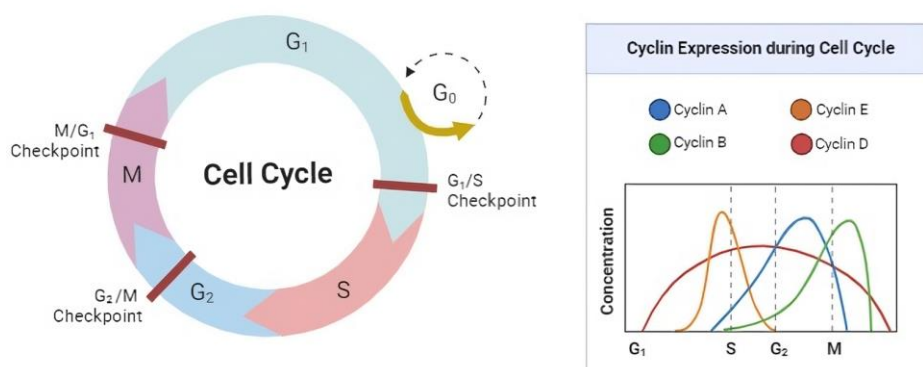 G₁
G₀
M/G₁
Checkpoint
M
Cell Cycle
G₁/S
Checkpoint
G₂/M
Checkpoint
G₂
S
Cyclin Expression during Cell Cycle
Cyclin A
Cyclin E
Cyclin B
Cyclin D
Concentration
G₁ S G₂ M